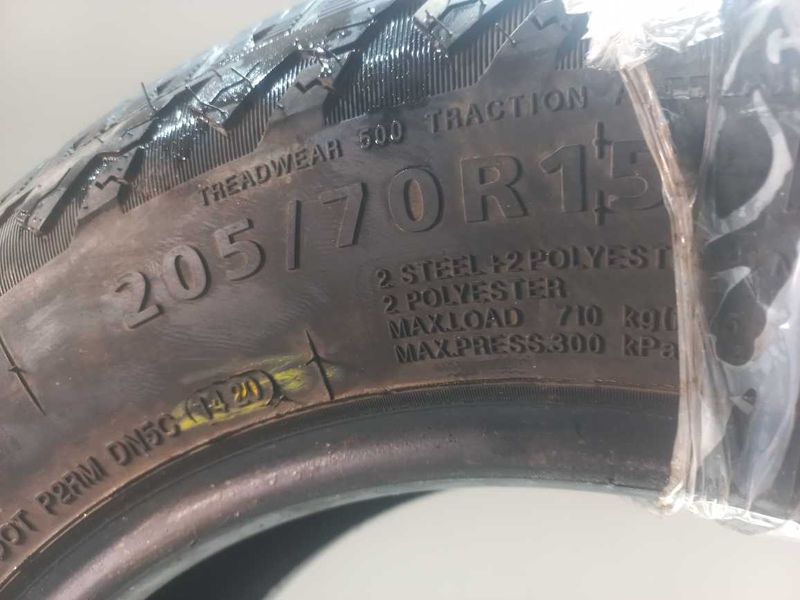 TREADWEAR 500 TRACTION A
205/70R15
2 STEEL+2 POLYEST
2 POLYESTER
MAX.LOAD 710 kg(
MAX.PRESS.300 kPa
DOT P2RM DN5C (1420)